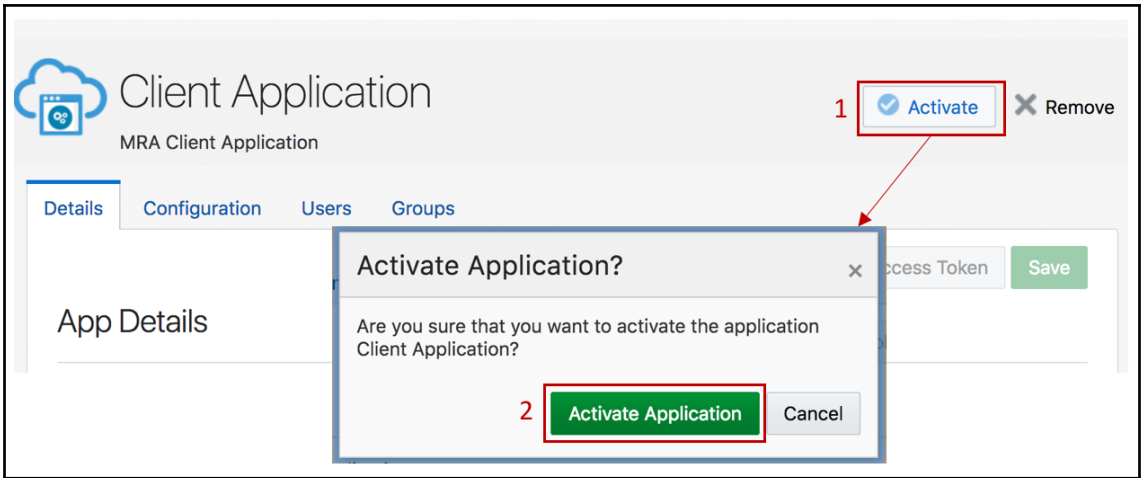 Client Application
MRA Client Application
1
Activate
Remove
Details
Configuration
Users
Groups
Activate Application?
ccess Token
Save
App Details
Are you sure that you want to activate the application
Client Application?
2
Activate Application
Cancel